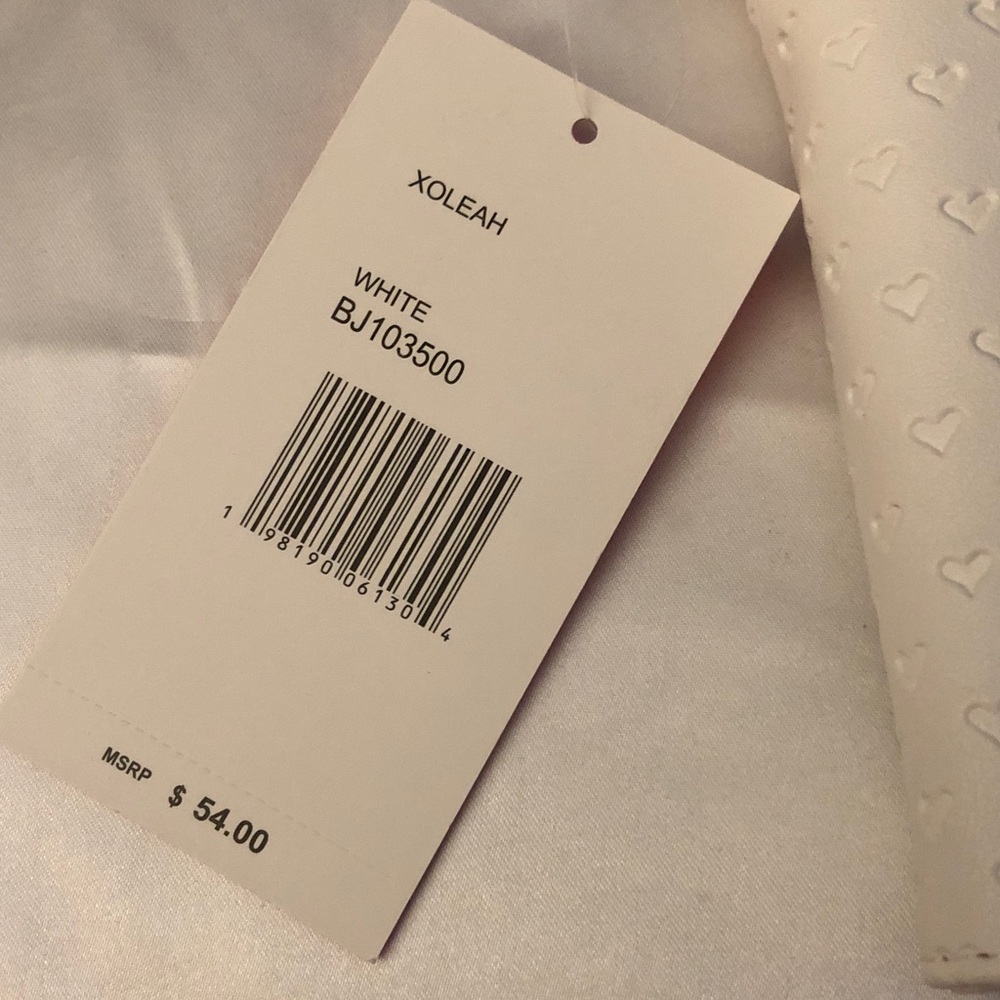 XOLEAH
WHITE
BJ103500
1 98190 06130 4
MSRP $ 54.00